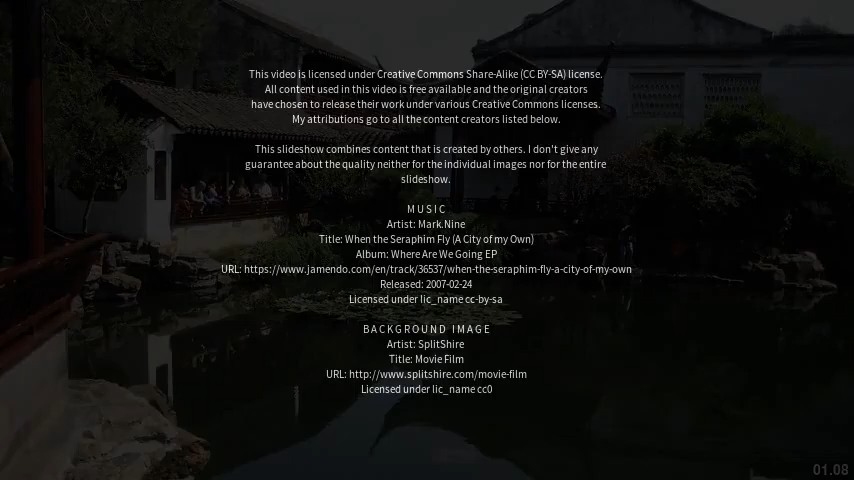 This video is licensed under Creative Commons Share-Alike (CC BY-SA) license.
All content used in this video is free available and the original creators
have chosen to release their work under various Creative Commons licenses.
My attributions go to all the content creators listed below.
This slideshow combines content that is created by others. I don't give any
guarantee about the quality neither for the individual images nor for the entire
slideshow.
MUSIC
Artist: Mark.Nine
Title: When the Seraphim Fly (A City of my Own)
Album: Where Are We Going EP
URL: https://www.jamendo.com/en/track/36537/when-the-seraphim-fly-a-city-of-my-own
Released: 2007-02-24
Licensed under lic_name cc-by-sa
BACKGROUND IMAGE
Artist: SplitShire
Title: Movie Film
URL: http://www.splitshire.com/movie-film
Licensed under lic_name cc0
01.08